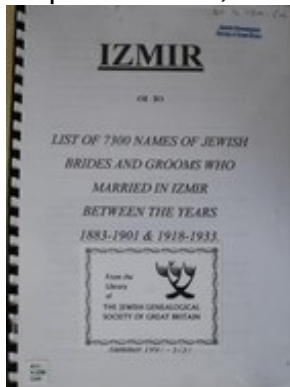 IZMIR
LIST OF 7300 NAMES OF JEWISH
BRIDES AND GROOMS WHO
MARRIED IN IZMIR
BETWEEN THE YEARS
1883-1901 & 1918-1933.
From the
Library
of
THE JEWISH GENEALOGICAL
SOCIETY OF GREAT BRITAIN